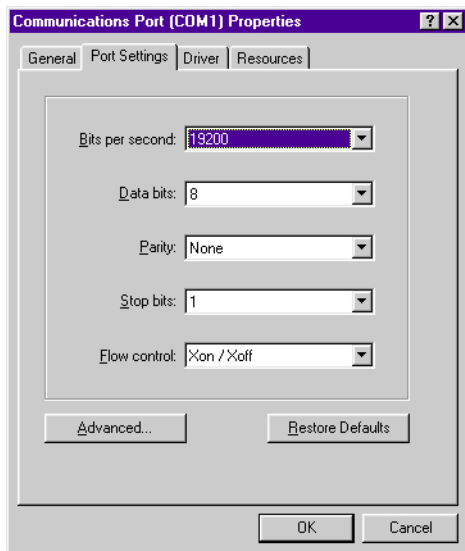 Communications Port (COM1) Properties
General Port Settings Driver Resources
Bits per second: 19200
Data bits: 8
Parity: None
Stop bits: 1
Flow control: Xon / Xoff
Advanced... Restore Defaults
OK Cancel